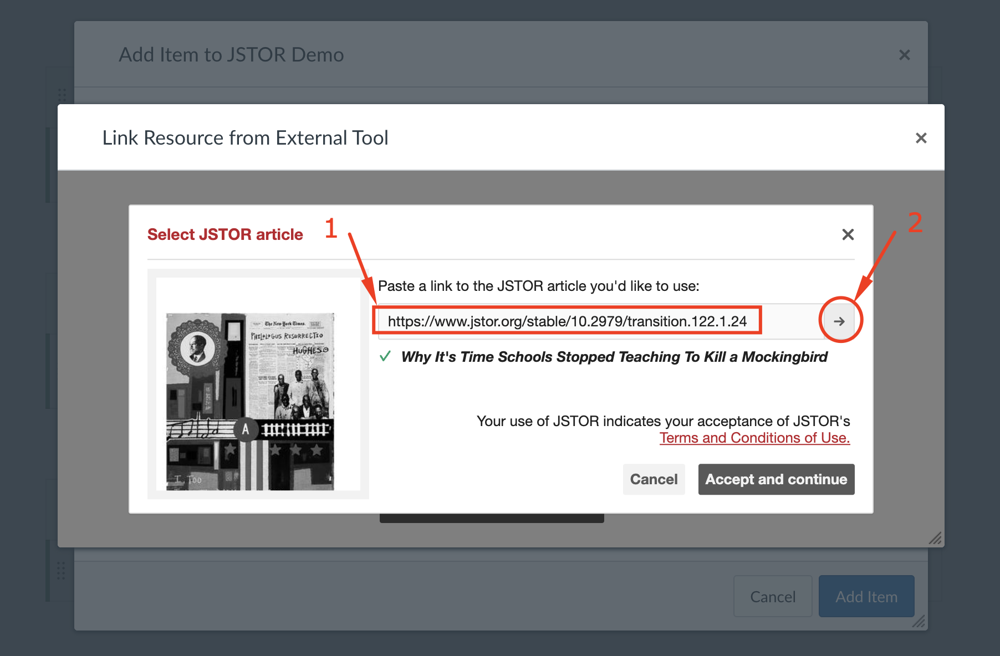 Add Item to JSTOR Demo
Link Resource from External Tool
Select JSTOR article
1
2
Paste a link to the JSTOR article you'd like to use:
https://www.jstor.org/stable/10.2979/transition.122.1.24
Why It's Time Schools Stopped Teaching To Kill a Mockingbird
The New York Times.
PHILOLOGUS RESURRECTIO
HUGHES
A
I, Too
Your use of JSTOR indicates your acceptance of JSTOR's
Terms and Conditions of Use.
Cancel
Accept and continue
Cancel
Add Item